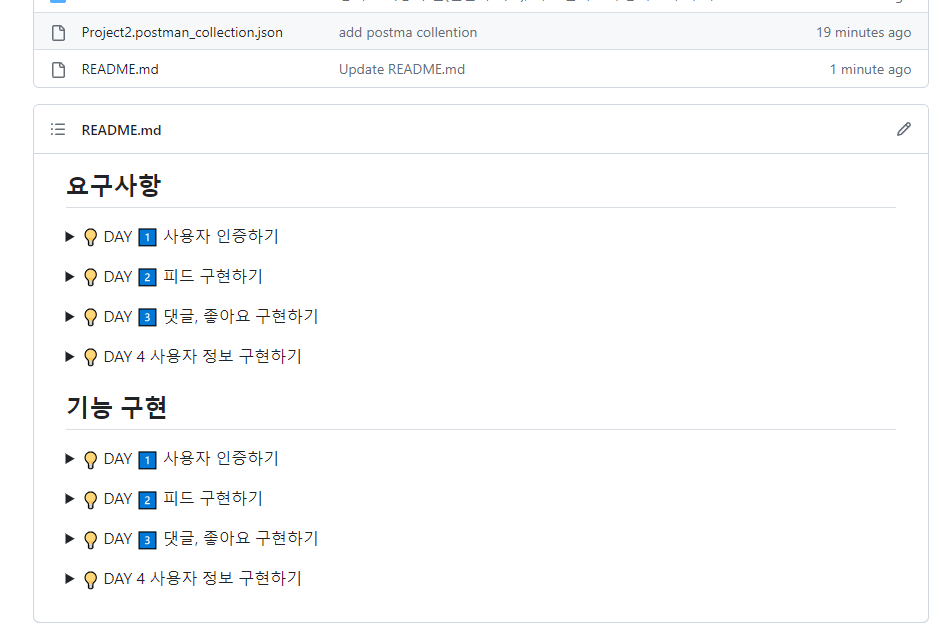 Project2.postman_collection.json add postma collention 19 minutes ago
README.md Update README.md 1 minute ago
README.md
요구사항
DAY 1 사용자 인증하기
DAY 2 피드 구현하기
DAY 3 댓글, 좋아요 구현하기
DAY 4 사용자 정보 구현하기
기능 구현
DAY 1 사용자 인증하기
DAY 2 피드 구현하기
DAY 3 댓글, 좋아요 구현하기
DAY 4 사용자 정보 구현하기